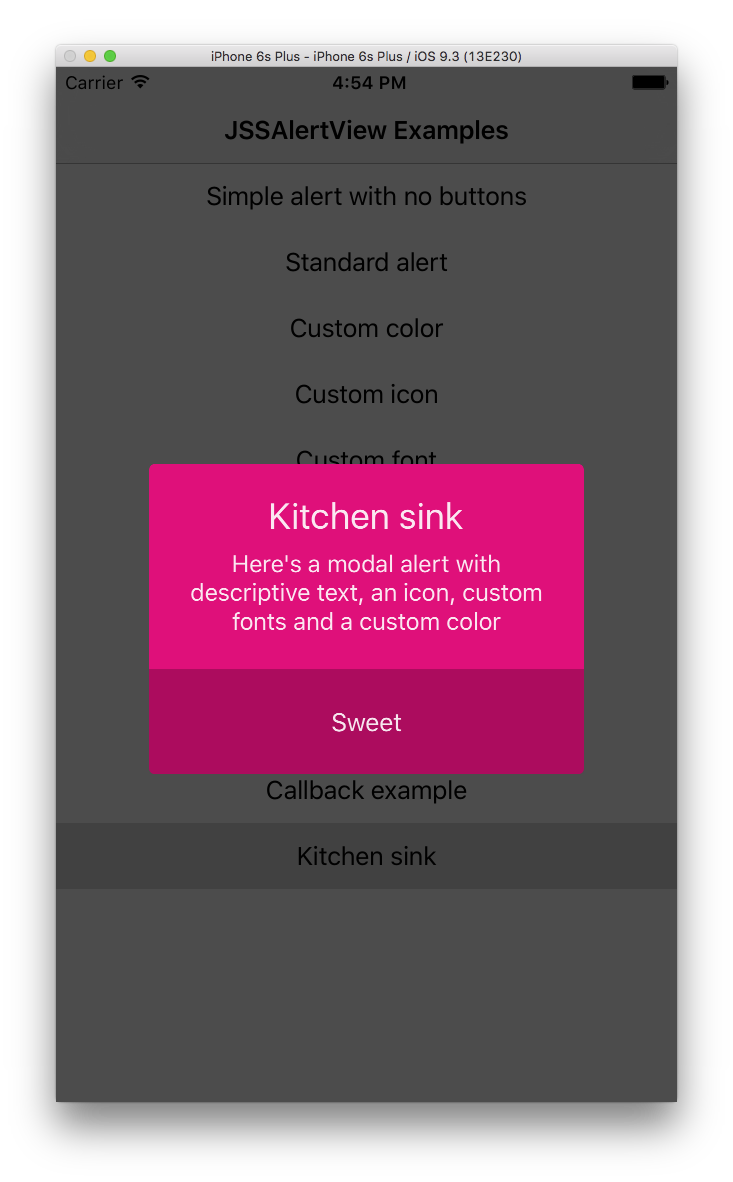 iPhone 6s Plus - iPhone 6s Plus / iOS 9.3 (13E230)
Carrier 4:54 PM
JSSAlertView Examples
Simple alert with no buttons
Standard alert
Custom color
Custom icon
Custom font
Kitchen sink
Here's a modal alert with
descriptive text, an icon, custom
fonts and a custom color
Sweet
Callback example
Kitchen sink